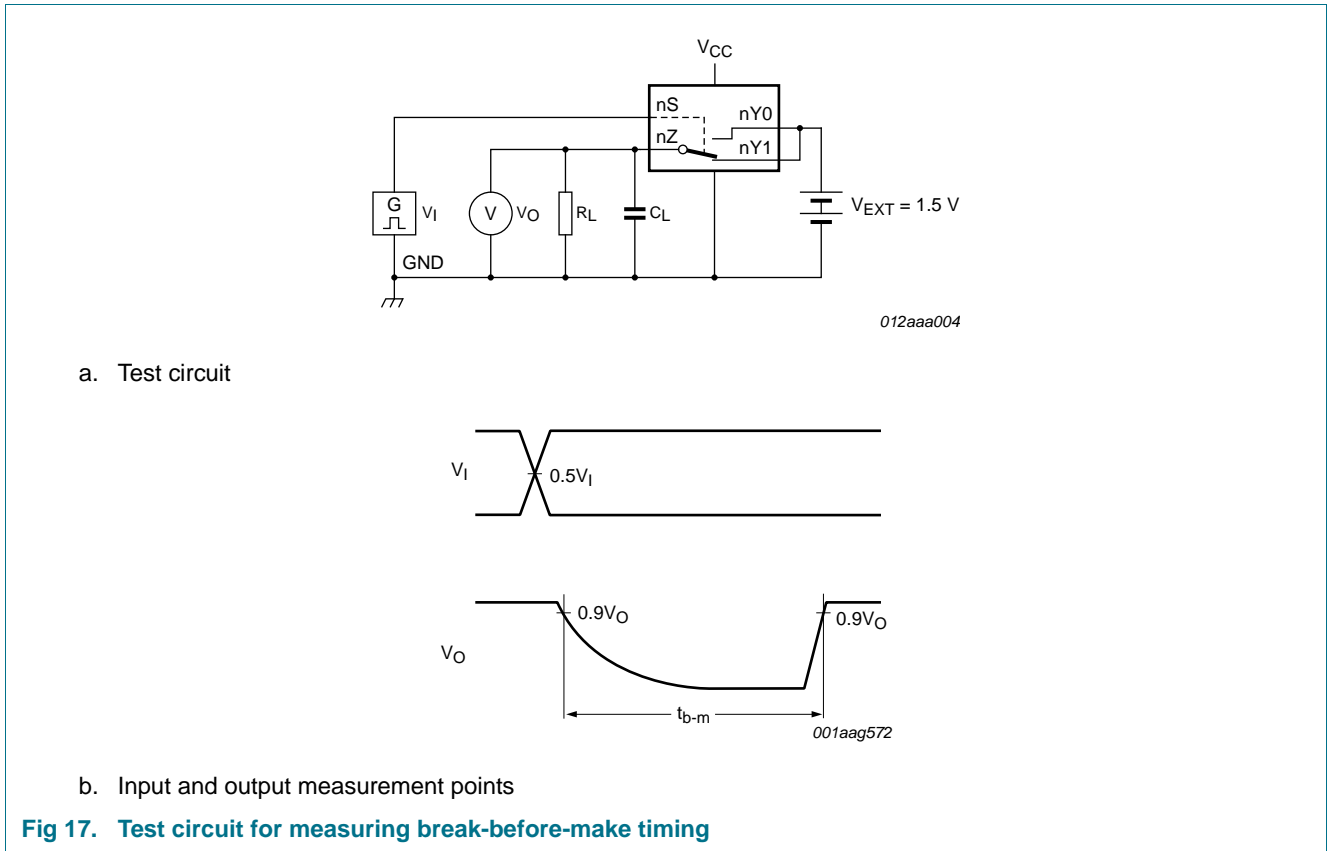 VCC
nS
nY0
nZ
nY1
G
VI
V
VO
RL
CL
VEXT = 1.5 V
GND
012aaa004
a. Test circuit
VI
0.5VI
0.9VO
0.9VO
VO
tb-m
001aag572
b. Input and output measurement points
Fig 17. Test circuit for measuring break-before-make timing